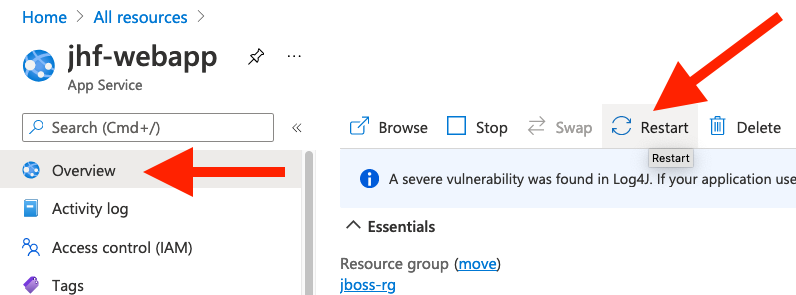 Home > All resources >
jhf-webapp ...
App Service
Search (Cmd+/) «
Browse Stop Swap Restart Delete
Restart
Overview
A severe vulnerability was found in Log4J. If your application use
Activity log
Essentials
Access control (IAM)
Resource group (move)
Tags
jboss-rg